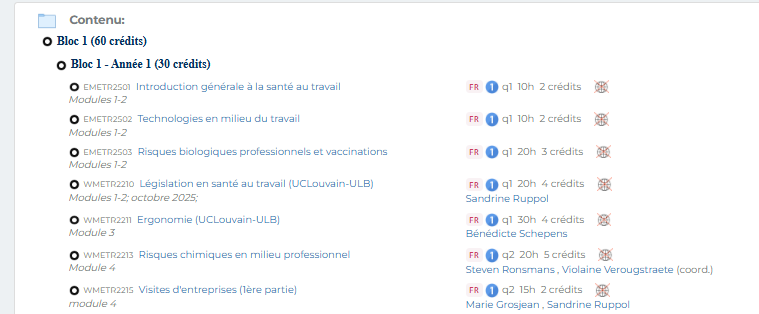 Contenu:
Bloc 1 (60 crédits)
Bloc 1 - Année 1 (30 crédits)
EMETR2501 Introduction générale à la santé au travail FR 1 q1 10h 2 crédits
Modules 1-2
EMETR2502 Technologies en milieu du travail FR 1 q1 10h 2 crédits
Modules 1-2
EMETR2503 Risques biologiques professionnels et vaccinations FR 1 q1 20h 3 crédits
Modules 1-2
WMETR2210 Législation en santé au travail (UCLouvain-ULB) FR 1 q1 20h 4 crédits
Modules 1-2; octobre 2025; Sandrine Ruppol
WMETR2211 Ergonomie (UCLouvain-ULB) FR 1 q1 30h 4 crédits
Module 3 Bénédicte Schepens
WMETR2213 Risques chimiques en milieu professionnel FR 1 q2 20h 5 crédits
Module 4 Steven Ronsmans , Violaine Verougstraete (coord.)
WMETR2215 Visites d'entreprises (1ère partie) FR 1 q2 15h 2 crédits
module 4 Marie Grosjean , Sandrine Ruppol